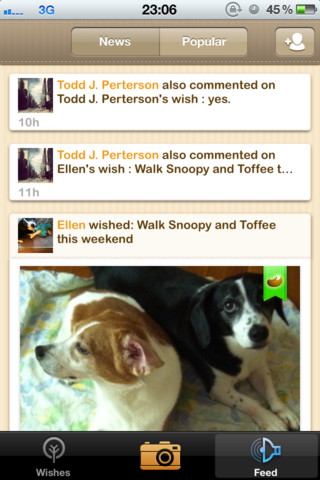 3G 23:06 45 %
News Popular
Todd J. Perterson also commented on
Todd J. Perterson's wish : yes.
10h
Todd J. Perterson also commented on
Ellen's wish : Walk Snoopy and Toffee t...
11h
Ellen wished: Walk Snoopy and Toffee
this weekend
Wishes Feed